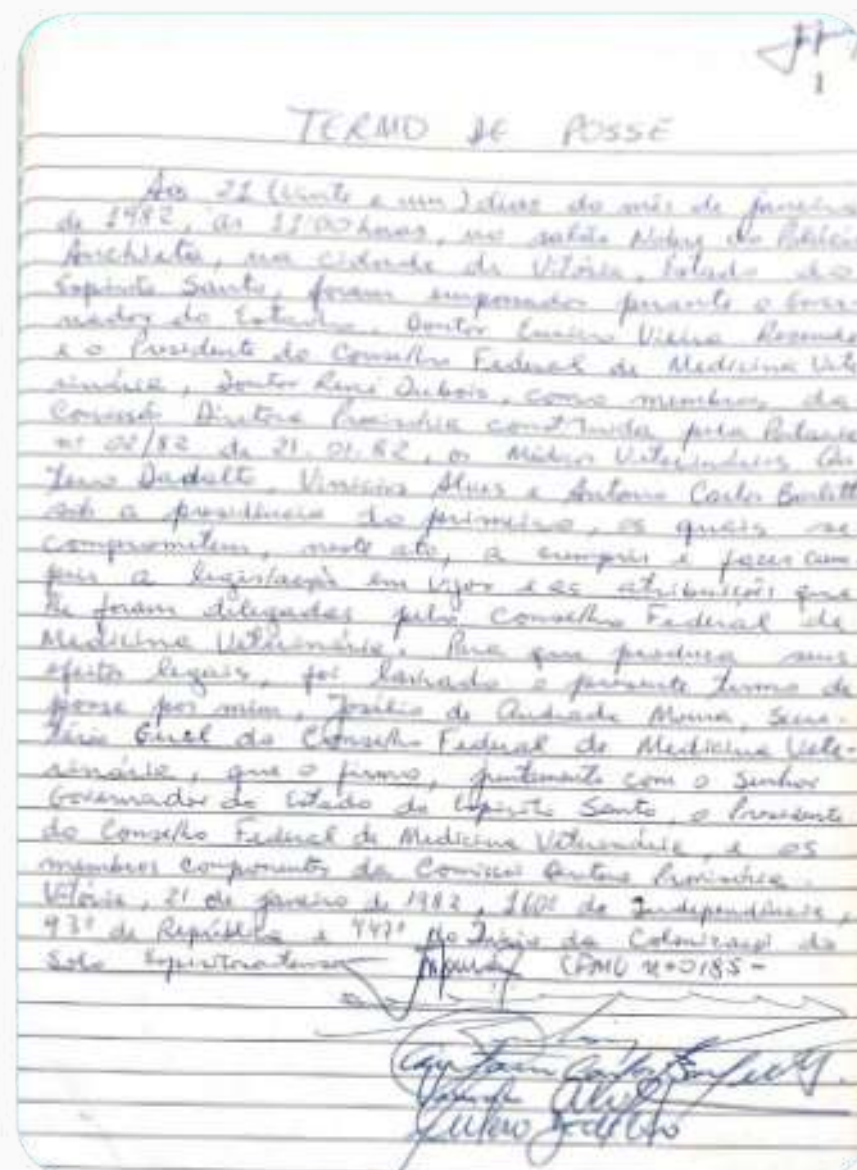 1
TERMO DE POSSE
Aos 21 (vinte e um) dias do mês de janeiro
de 1982, às 11:00 horas, no salão Nobre do Palácio
Anchieta, na cidade de Vitória, Estado do
Espírito Santo, foram empossados perante o Gover-
nador do Estado, Doutor Eurico Vieira Rezende
e o Presidente do Conselho Federal de Medicina Vete
rinária, Doutor René Dubois, como membros da
Comissão Diretora Provisória constituida pela Portaria
nº 02/82 de 21.01.82, os Médicos Veterinários
Dadalto, Vinicius Alves e Antonio Carlos
sob a presidência do primeiro, os quais se
comprometem, neste ato, a cumprir e fazer cum
prir a legislação em vigor e as atribuições que
lhe foram delegadas pelo Conselho Federal de
Medicina Veterinária. Para que produza seus
efeitos legais, foi lavrado o presente termo de
posse por mim, Josélio de Andrade Moura, Secre-
tário Geral do Conselho Federal de Medicina Vete-
rinária, que o firmo, juntamente com o Senhor
Governador do Estado do Espírito Santo, o Presidente
do Conselho Federal de Medicina Veterinária, e os
membros componentes da Comissão Diretora Provisória.
Vitória, 21 de janeiro de 1982, 160º da Independência,
93º da República e 447º do Início da Colonização do
Solo Espiritosantense
Moura CFMV nº 0185-